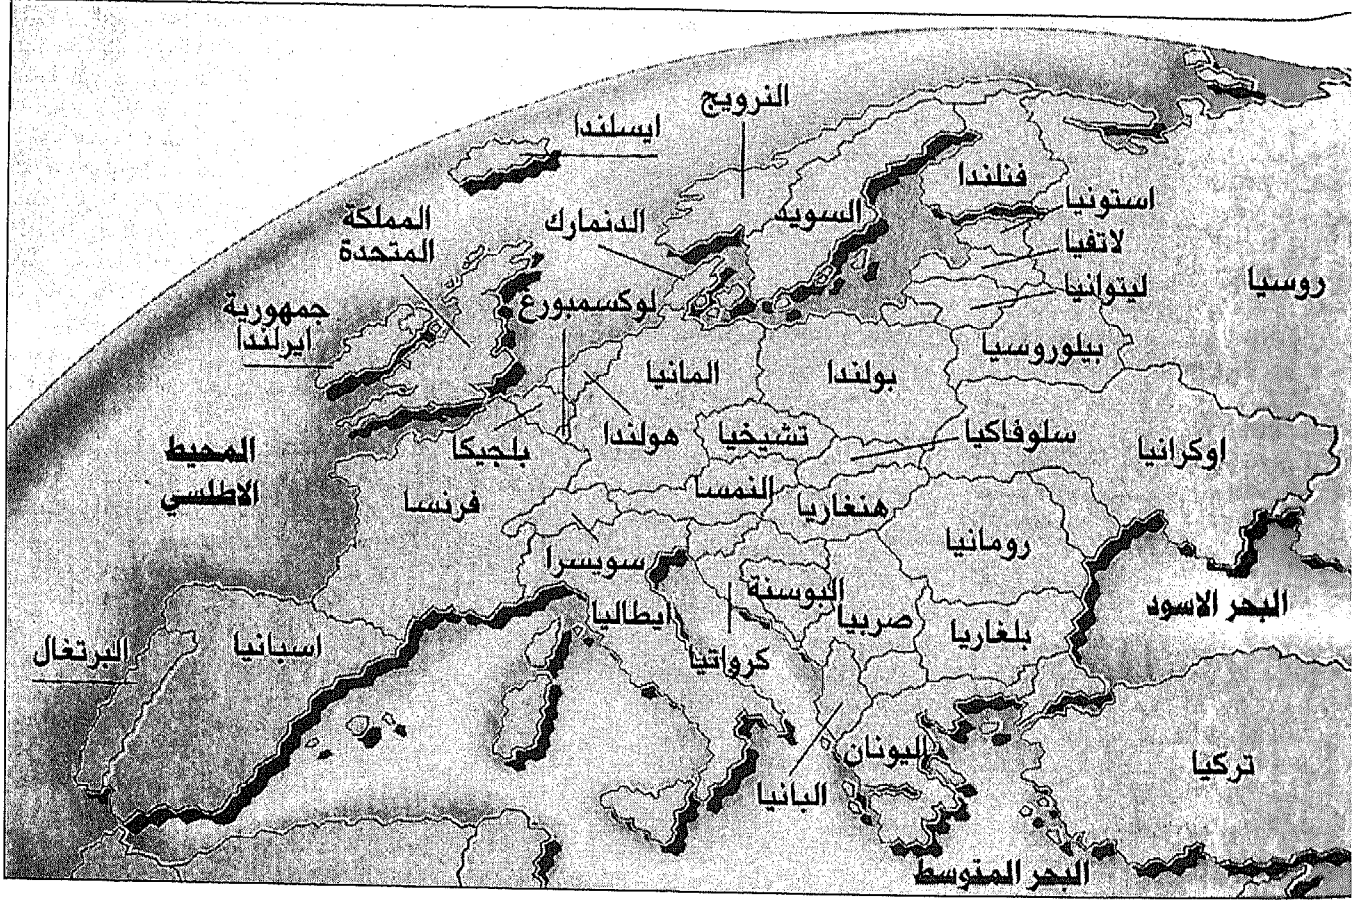 النرويج
ايسلندا
فنلندا
استونيا
السويد
الدنمارك
المملكة
المتحدة
لاتفيا
روسيا
ليتوانيا
لوكسمبورغ
جمهورية
ايرلندا
بيلوروسيا
بولندا
المانيا
سلوفاكيا
تشيخيا
هولندا
بلجيكا
اوكرانيا
المحيط
الاطلسي
النمسا
هنغاريا
فرنسا
رومانيا
سويسرا
البوسنة
البحر الاسود
ايطاليا
صربيا
بلغاريا
اسبانيا
البرتغال
كرواتيا
اليونان
تركيا
البانيا
البحر المتوسط